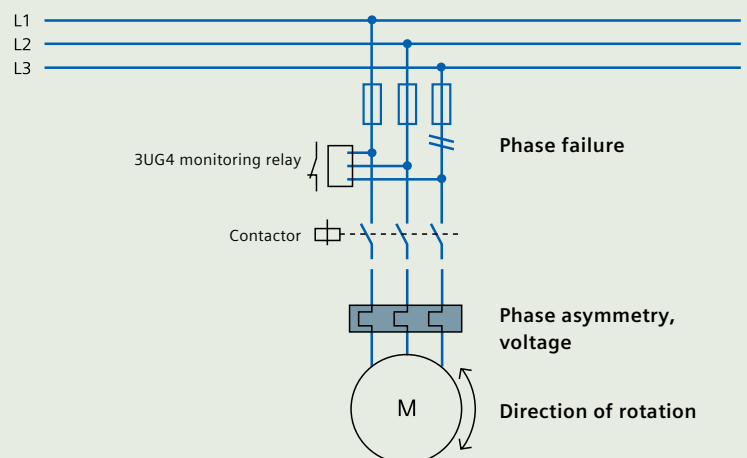 L1
L2
L3
Phase failure
3UG4 monitoring relay
Contactor
Phase asymmetry,
voltage
M
Direction of rotation